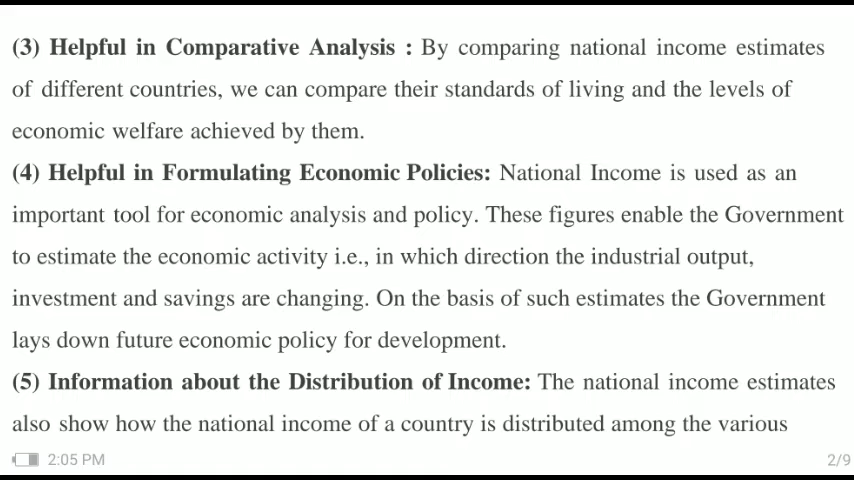 (3) Helpful in Comparative Analysis : By comparing national income estimates
of different countries, we can compare their standards of living and the levels of
economic welfare achieved by them.
(4) Helpful in Formulating Economic Policies: National Income is used as an
important tool for economic analysis and policy. These figures enable the Government
to estimate the economic activity i.e., in which direction the industrial output,
investment and savings are changing. On the basis of such estimates the Government
lays down future economic policy for development.
(5) Information about the Distribution of Income: The national income estimates
also show how the national income of a country is distributed among the various
2:05 PM 2/9